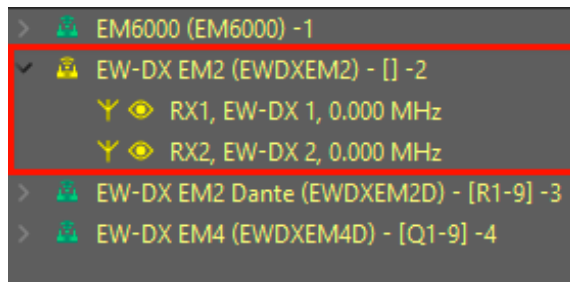 EM6000 (EM6000) -1
EW-DX EM2 (EWDXEM2) - [] -2
RX1, EW-DX 1, 0.000 MHz
RX2, EW-DX 2, 0.000 MHz
EW-DX EM2 Dante (EWDXEM2D) - [R1-9] -3
EW-DX EM4 (EWDXEM4D) - [Q1-9] -4